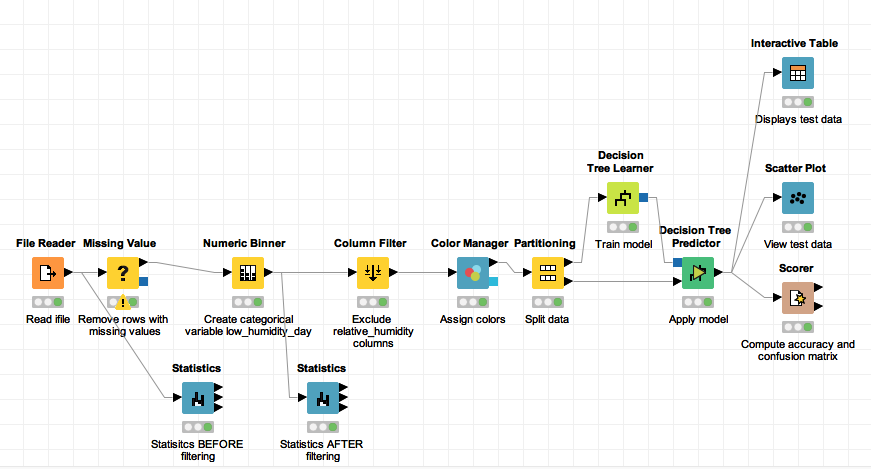 Interactive Table
Displays test data
Decision
Tree Learner
Train model
Scatter Plot
View test data
File Reader
Read ifile
Missing Value
?
Remove rows with
missing values
Numeric Binner
Create categorical
variable low_humidity_day
Column Filter
Exclude
relative_humidity
columns
Color Manager
Assign colors
Partitioning
Split data
Decision Tree
Predictor
Apply model
Scorer
Compute accuracy and
confusion matrix
Statistics
Statisitcs BEFORE
filtering
Statistics
Statistics AFTER
filtering